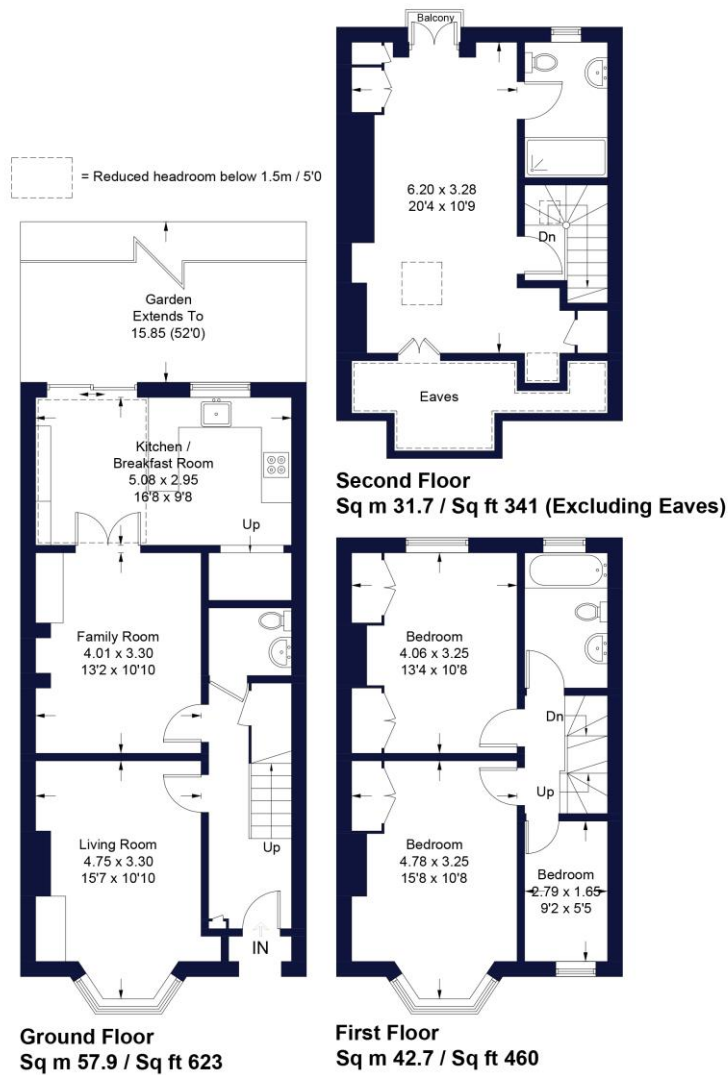 Balcony
6.20 x 3.28
20'4 x 10'9
Dn
Eaves
Second Floor
Sq m 31.7 / Sq ft 341 (Excluding Eaves)
= Reduced headroom below 1.5m / 5'0
Garden
Extends To
15.85 (52'0)
Kitchen /
Breakfast Room
5.08 x 2.95
16'8 x 9'8
Up
Family Room
4.01 x 3.30
13'2 x 10'10
Living Room
4.75 x 3.30
15'7 x 10'10
Up
IN
Ground Floor
Sq m 57.9 / Sq ft 623
Bedroom
4.06 x 3.25
13'4 x 10'8
Dn
Up
Bedroom
4.78 x 3.25
15'8 x 10'8
Bedroom
2.79 x 1.65
9'2 x 5'5
First Floor
Sq m 42.7 / Sq ft 460